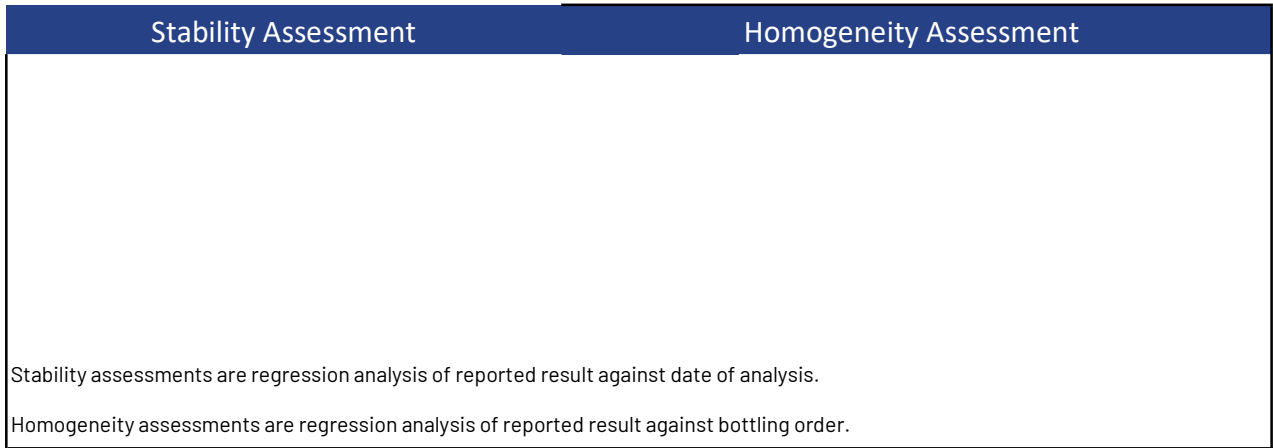 Stability Assessment
Homogeneity Assessment
Stability assessments are regression analysis of reported result against date of analysis.
Homogeneity assessments are regression analysis of reported result against bottling order.